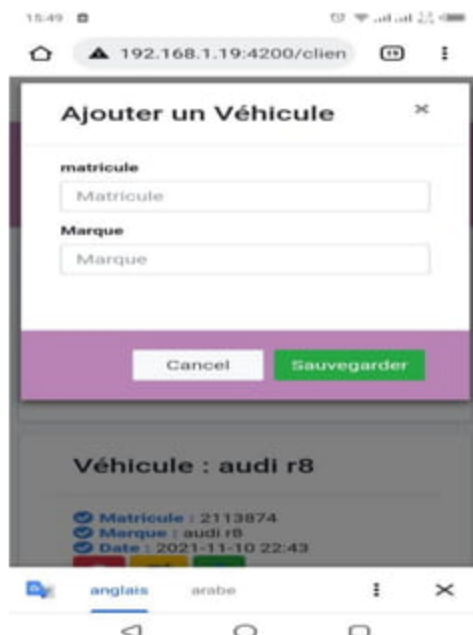 15:49
192.168.1.19:4200/clien
19
Ajouter un Véhicule ×
matricule
Matricule
Marque
Marque
Cancel Sauvegarder
Véhicule : audi r8
Matricule : 2113874
Marque : audi r8
Date : 2021-11-10 22:43
anglais arabe